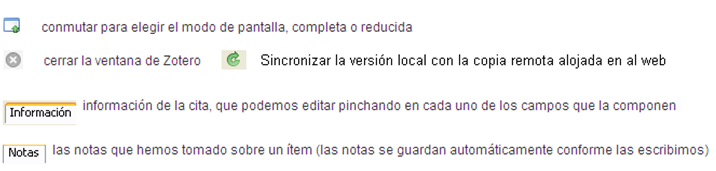 conmutar para elegir el modo de pantalla, completa o reducida
cerrar la ventana de Zotero Sincronizar la versión local con la copia remota alojada en al web
Información información de la cita, que podemos editar pinchando en cada uno de los campos que la componen
Notas las notas que hemos tomado sobre un ítem (las notas se guardan automáticamente conforme las escribimos)